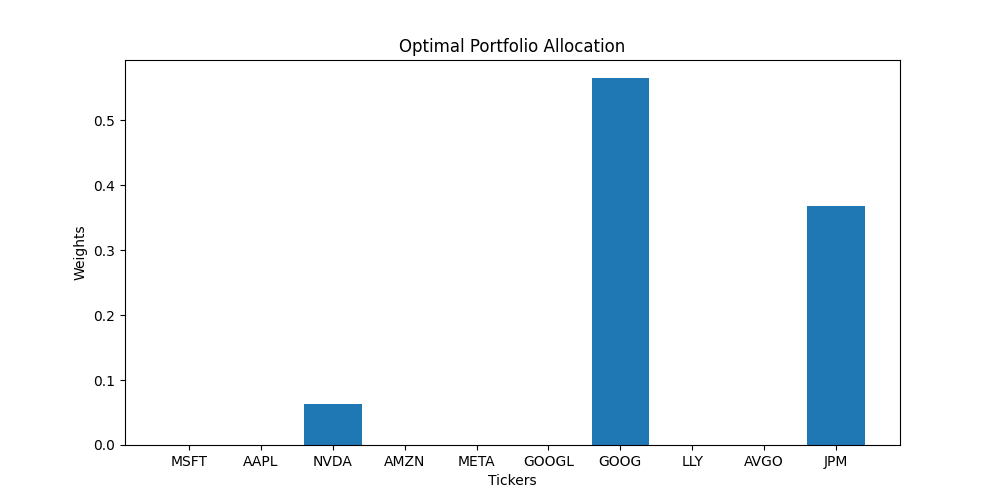 Optimal Portfolio Allocation
Weights
0.5
0.4
0.3
0.2
0.1
0.0
MSFT AAPL NVDA AMZN META GOOGL GOOG LLY AVGO JPM
Tickers